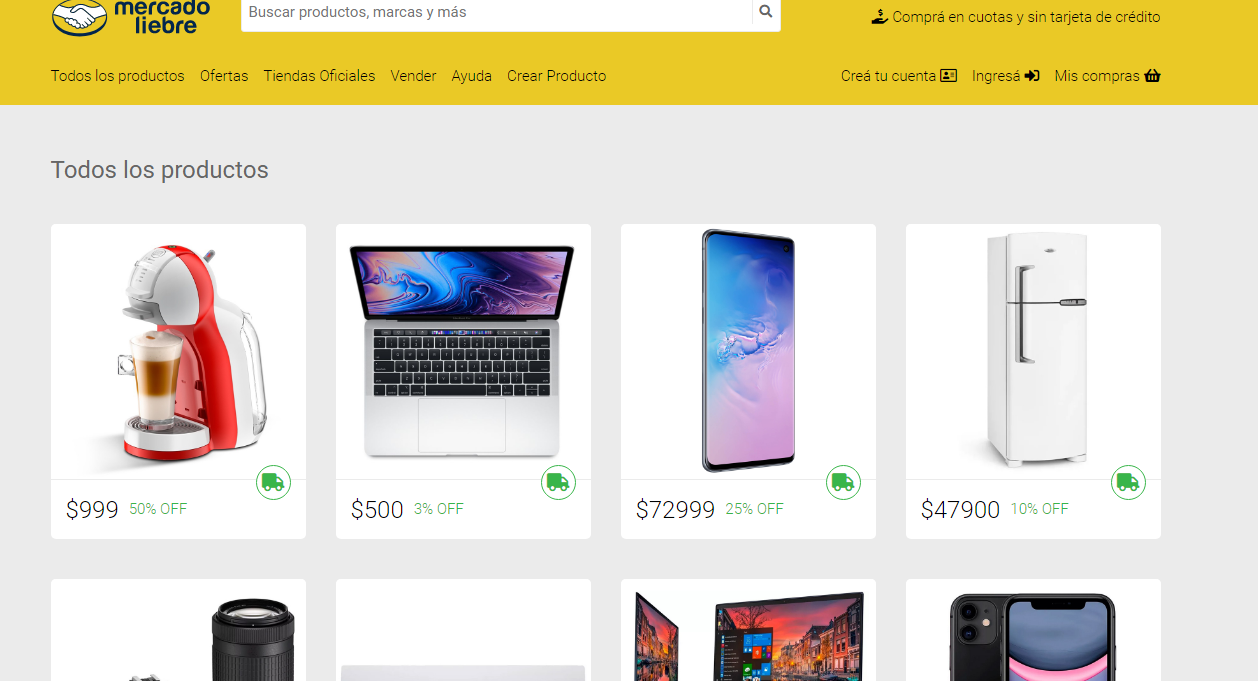 mercado
liebre
Buscar productos, marcas y más
Comprá en cuotas y sin tarjeta de crédito
Todos los productos Ofertas Tiendas Oficiales Vender Ayuda Crear Producto
Creá tu cuenta Ingresá Mis compras
Todos los productos
$999 50% OFF
$500 3% OFF
$72999 25% OFF
$47900 10% OFF